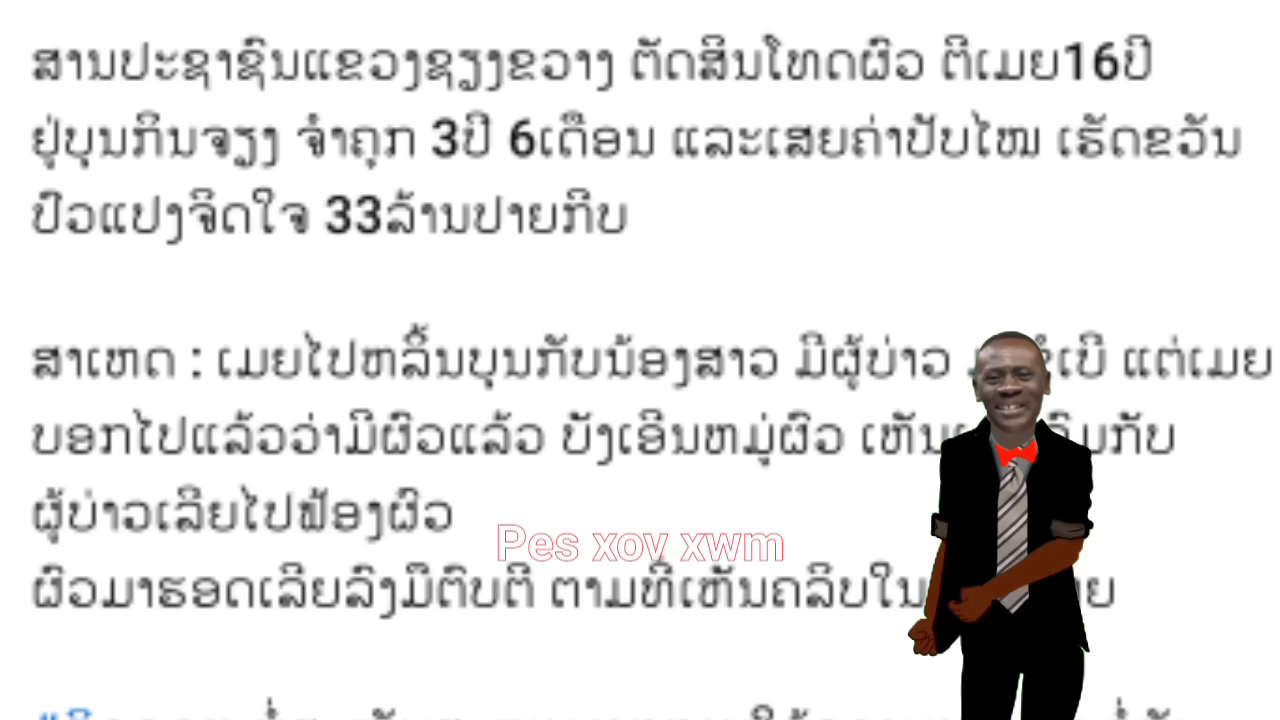 ສານປະຊາຊົນແຂວງຊຽງຂວາງ ຕັດສິນໂທດຜົວ ຕີເມຍ16ປີ
ຢູ່ບຸນກິນຈຽງ ຈຳຄຸກ 3ປີ 6ເດືອນ ແລະເສຍຄ່າປັບໄໝ ເຮັດຂວັນ
ປົວແປງຈິດໃຈ 33ລ້ານປາຍກີບ
ສາເຫດ : ເມຍໄປຫລິ້ນບຸນກັບນ້ອງສາວ ມີຜູ້ບ່າວ ແຕ່ເມຍ
ບອກໄປແລ້ວວ່າມີຜົວແລ້ວ ບັງເອີນຫມູ່ຜົວ ກັບ
ຜູ້ບ່າວເລີຍໄປຟ້ອງຜົວ
Pes xov xwm
ຜົວມາຮອດເລີຍລົງມືຕົບຕີ ຕາມທີ່ເຫັນຄລິບໃນ